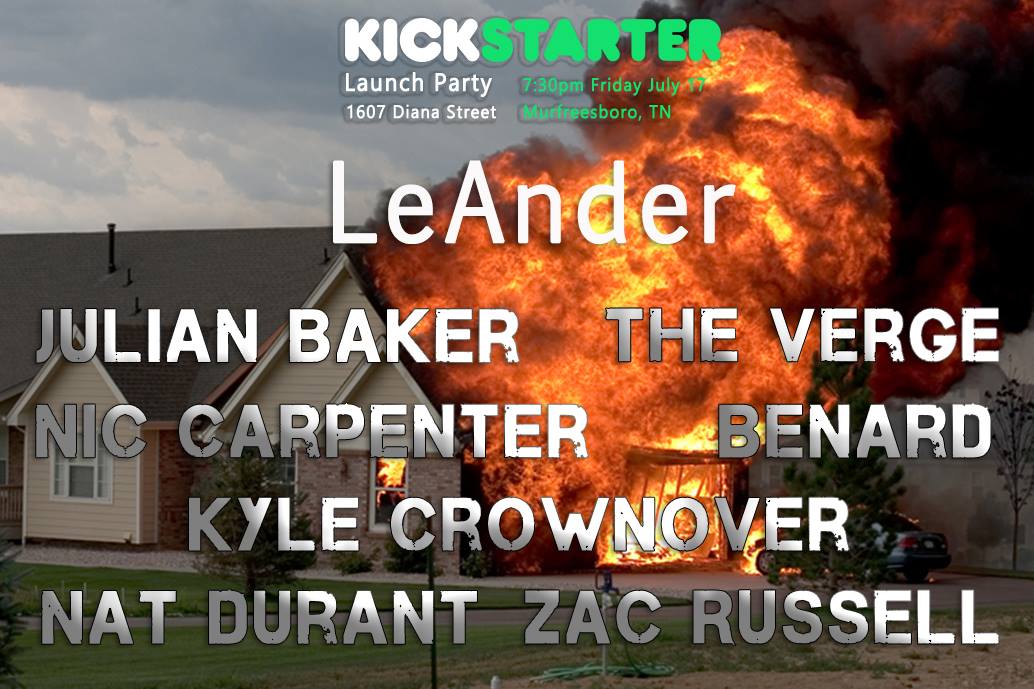 KICKSTARTER
Launch Party 7:30pm Friday July 17
1607 Diana Street Murfreesboro, TN
LeAnder
JULIAN BAKER THE VERGE
NIC CARPENTER BENARD
KYLE CROWNOVER
NAT DURANT ZAC RUSSELL